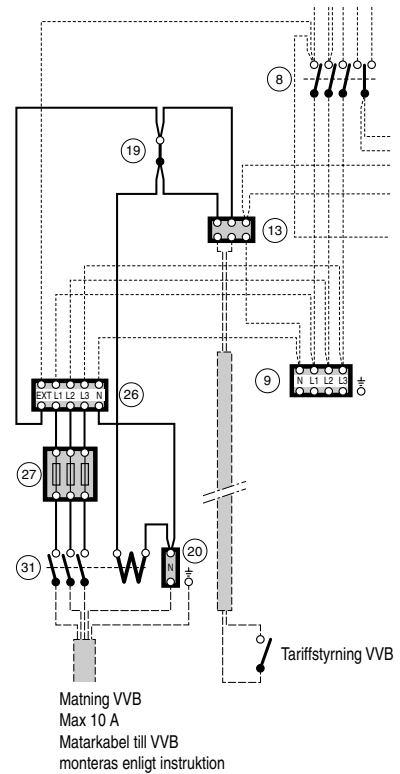 8
19
13
9
N L1 L2 L3
EXT L1 L2 L3 N
26
27
31
20
N
Tariffstyrning VVB
Matning VVB
Max 10 A
Matarkabel till VVB
monteras enligt instruktion